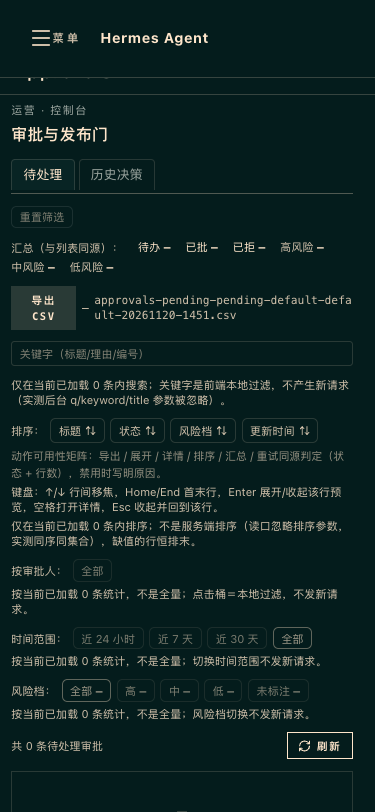 菜单 Hermes Agent
运营 · 控制台
审批与发布门
待处理 历史决策
重置筛选
汇总（与列表同源）： 待办 — 已批 — 已拒 — 高风险 —
中风险 — 低风险 —
导出 CSV — approvals-pending-pending-default-default-20261120-1451.csv
关键字（标题/理由/编号）
仅在当前已加载 0 条内搜索；关键字是前端本地过滤，不产生新请求
（实测后台 q/keyword/title 参数被忽略）。
排序： 标题 ⇅ 状态 ⇅ 风险档 ⇅ 更新时间 ⇅
动作可用性矩阵：导出 / 展开 / 详情 / 排序 / 汇总 / 重试同源判定（状
态 + 行数），禁用时写明原因。
键盘：↑/↓ 行间移焦，Home/End 首末行，Enter 展开/收起该行预
览，空格打开详情，Esc 收起并回到该行。
仅在当前已加载 0 条内排序；不是服务端排序（读口忽略排序参数，
实测同序同集合），缺值的行恒排末。
按审批人： 全部
按当前已加载 0 条统计，不是全量；点击桶＝本地过滤，不发新请
求。
时间范围： 近 24 小时 近 7 天 近 30 天 全部
按当前已加载 0 条统计，不是全量；切换时间范围不发新请求。
风险档： 全部 — 高 — 中 — 低 — 未标注 —
按当前已加载 0 条统计，不是全量；风险档切换不发新请求。
共 0 条待处理审批 刷新